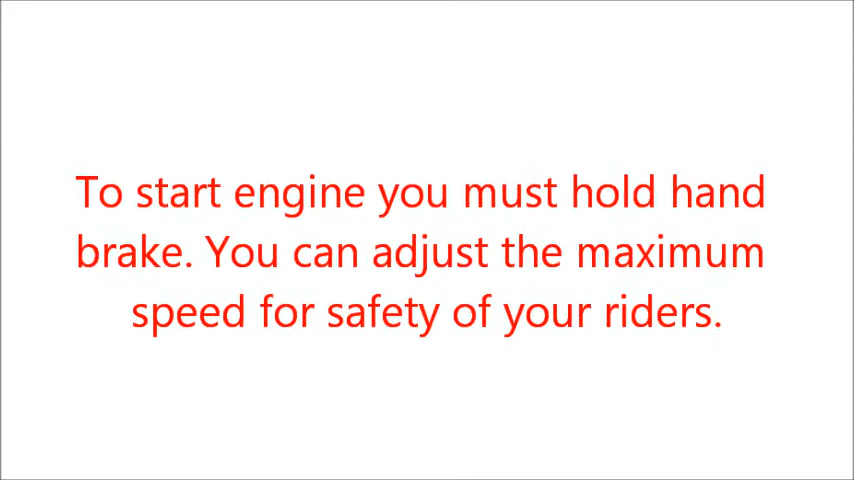 To start engine you must hold hand
brake. You can adjust the maximum
speed for safety of your riders.